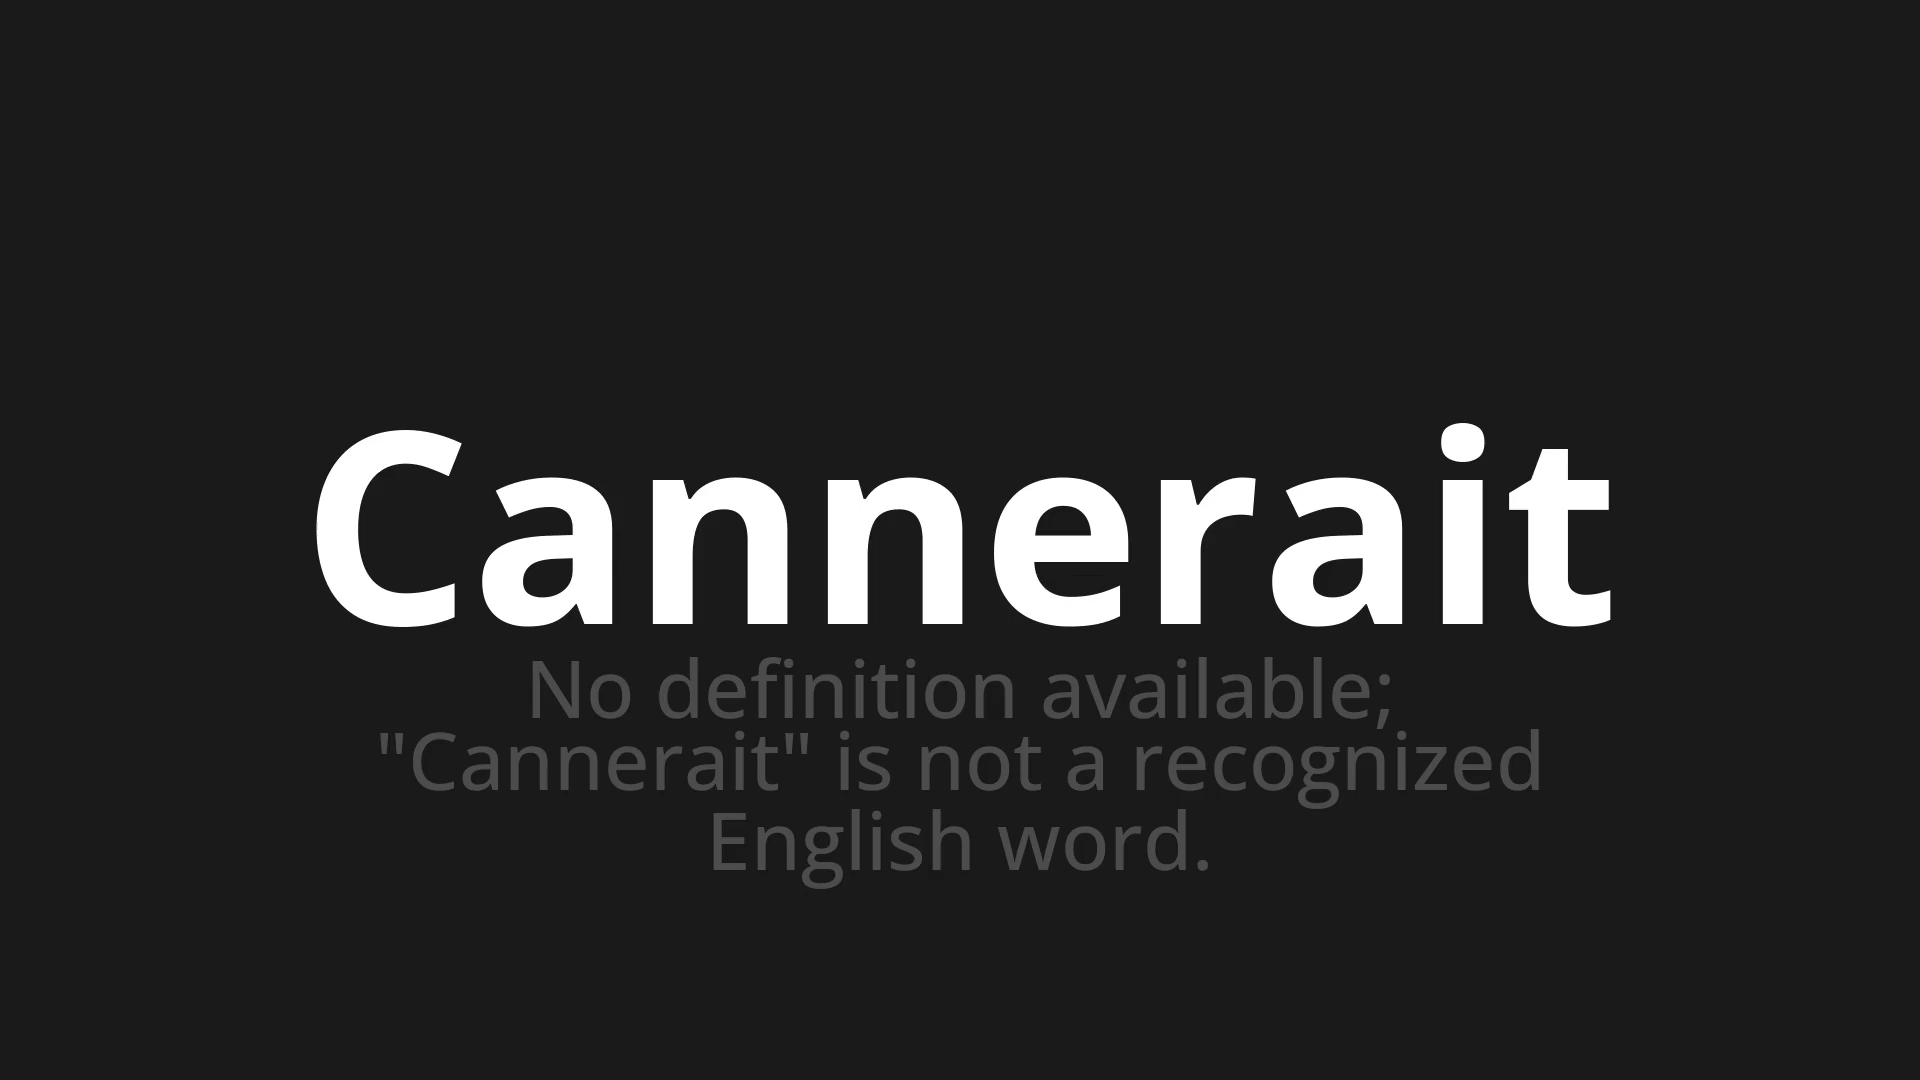 Cannerait
No definition available;
"Cannerait" is not a recognized
English word.